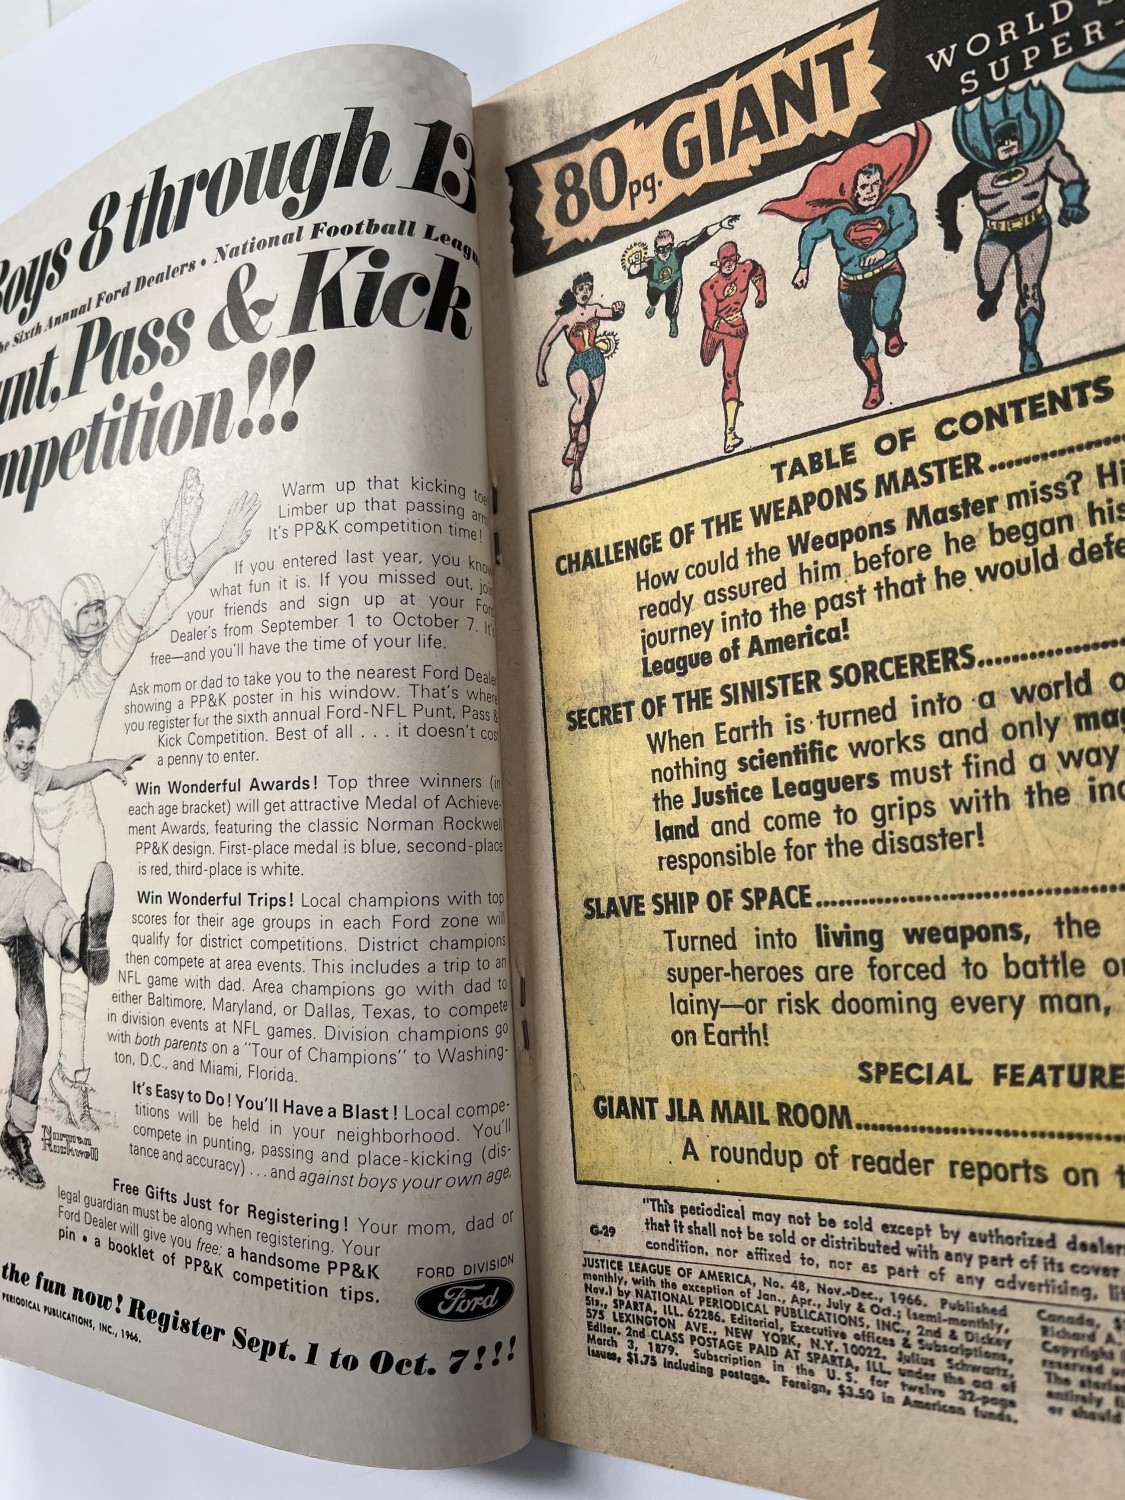 Boys 8 through 13
Sixth Annual Ford Dealers • National Football League
Pass & Kick
!!!
Warm up that kicking toe
Limber up that passing arm
It's PP&K competition time!
If you entered last year, you know
what fun it is. If you missed out, join
your friends and sign up at your Ford
Dealer's from September 1 to October 7. It's
free—and you'll have the time of your life.
Ask mom or dad to take you to the nearest Ford Deale
showing a PP&K poster in his window. That's where
you register for the sixth annual Ford-NFL Punt, Pass &
Kick Competition. Best of all . . . it doesn't cos
a penny to enter.
Win Wonderful Awards! Top three winners (in
each age bracket) will get attractive Medal of Achieve-
ment Awards, featuring the classic Norman Rockwell
PP&K design. First-place medal is blue, second-place
is red, third-place is white.
Win Wonderful Trips! Local champions with top
scores for their age groups in each Ford zone will
qualify for district competitions. District champions
then compete at area events. This includes a trip to an
NFL game with dad. Area champions go with dad to
either Baltimore, Maryland, or Dallas, Texas, to compete
in division events at NFL games. Division champions go
with both parents on a "Tour of Champions" to Washing-
ton, D.C., and Miami, Florida.
It's Easy to Do! You'll Have a Blast! Local compe-
titions will be held in your neighborhood. You'll
compete in punting, passing and place-kicking (dis-
tance and accuracy) . . . and against boys your own age.
Free Gifts Just for Registering! Your mom, dad or
legal guardian must be along when registering. Your
Ford Dealer will give you free: a handsome PP&K
pin • a booklet of PP&K competition tips.
Norman
Rockwell
FORD DIVISION
Ford
the fun now! Register Sept. 1 to Oct. 7!!!
PERIODICAL PUBLICATIONS, INC., 1966.
80 pg. GIANT
WORLD'S
SUPER-
TABLE OF CONTENTS
CHALLENGE OF THE WEAPONS MASTER
How could the Weapons Master miss? Hi
ready assured him before he began his
journey into the past that he would defe
League of America!
SECRET OF THE SINISTER SORCERERS
When Earth is turned into a world o
nothing scientific works and only mag
the Justice Leaguers must find a way
land and come to grips with the ind
responsible for the disaster!
SLAVE SHIP OF SPACE
Turned into living weapons, the
super-heroes are forced to battle o
lainy—or risk dooming every man,
on Earth!
SPECIAL FEATURE
GIANT JLA MAIL ROOM
A roundup of reader reports on t
G-29
"This periodical may not be sold except by authorized dealer
that it shall not be sold or distributed with any part of its cover
condition, nor affixed to, nor as part of any advertising, lit
JUSTICE LEAGUE OF AMERICA, No. 48, Nov.-Dec., 1966. Published
monthly, with the exception of Jan., Apr., July & Oct.; (semi-monthly,
Nov.) by NATIONAL PERIODICAL PUBLICATIONS, INC., 2nd & Dickey
Sts., SPARTA, ILL. 62286. Editorial, Executive offices & Subscriptions,
575 LEXINGTON AVE., NEW YORK, N.Y. 10022. Julius Schwartz,
Editor. 2nd CLASS POSTAGE PAID AT SPARTA, ILL. under the act of
March 3, 1879. Subscription in the U. S. for twelve 32-page
issues, $1.75 including postage. Foreign, $3.50 in American funds.
Canada, $
Richard A.
Copyright
reserved
The stories
entirely
or should